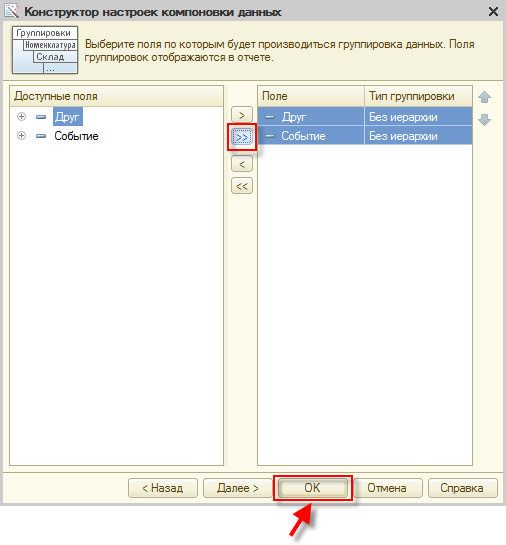 Конструктор настроек компоновки данных
Группировки
Номенклатура
Склад
...
Выберите поля по которым будет производиться группировка данных. Поля
группировок отображаются в отчете.
Доступные поля
Друг
Событие
>
>>
<
<<
Поле Тип группировки
Друг Без иерархии
Событие Без иерархии
< Назад Далее > OK Отмена Справка